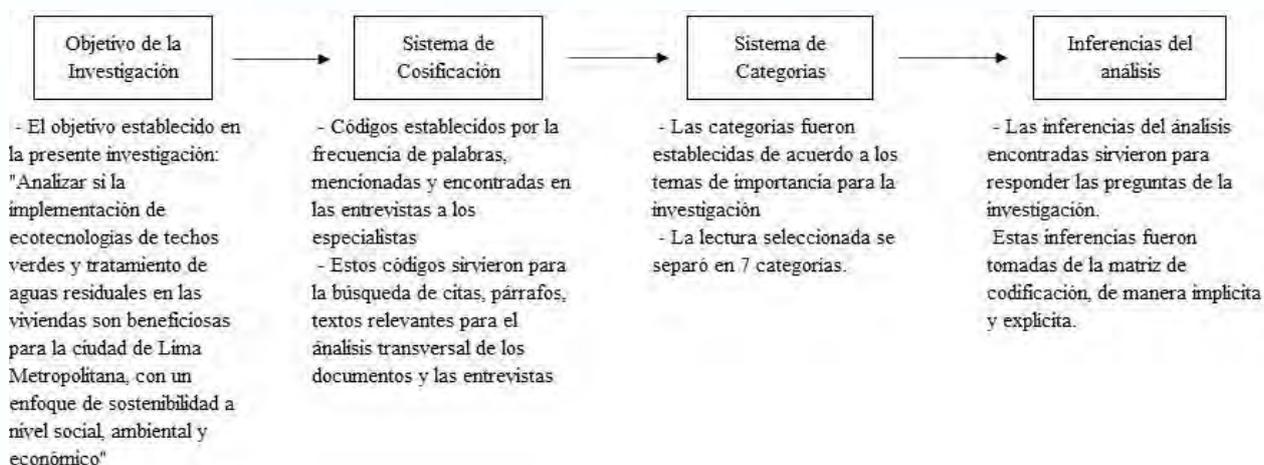 Objetivo de la
Investigación
Sistema de
Cosificación
Sistema de
Categorias
Inferencias del
análisis
- El objetivo establecido en
la presente investigación:
"Analizar si la
implementación de
ecotecnologías de techos
verdes y tratamiento de
aguas residuales en las
viviendas son beneficiosas
para la ciudad de Lima
Metropolitana, con un
enfoque de sostenibilidad a
nivel social, ambiental y
económico"
- Códigos establecidos por la
frecuencia de palabras,
mencionadas y encontradas en
las entrevistas a los
especialistas
- Estos códigos sirvieron para
la búsqueda de citas, párrafos,
textos relevantes para el
ánalisis transversal de los
documentos y las entrevistas
- Las categorias fueron
establecidas de acuerdo a los
temas de importancia para la
investigación
- La lectura seleccionada se
separó en 7 categorías.
- Las inferencias del ánalisis
encontradas sirvieron para
responder las preguntas de la
investigación.
Estas inferencias fueron
tomadas de la matriz de
codificación, de manera implicita
y explicita.